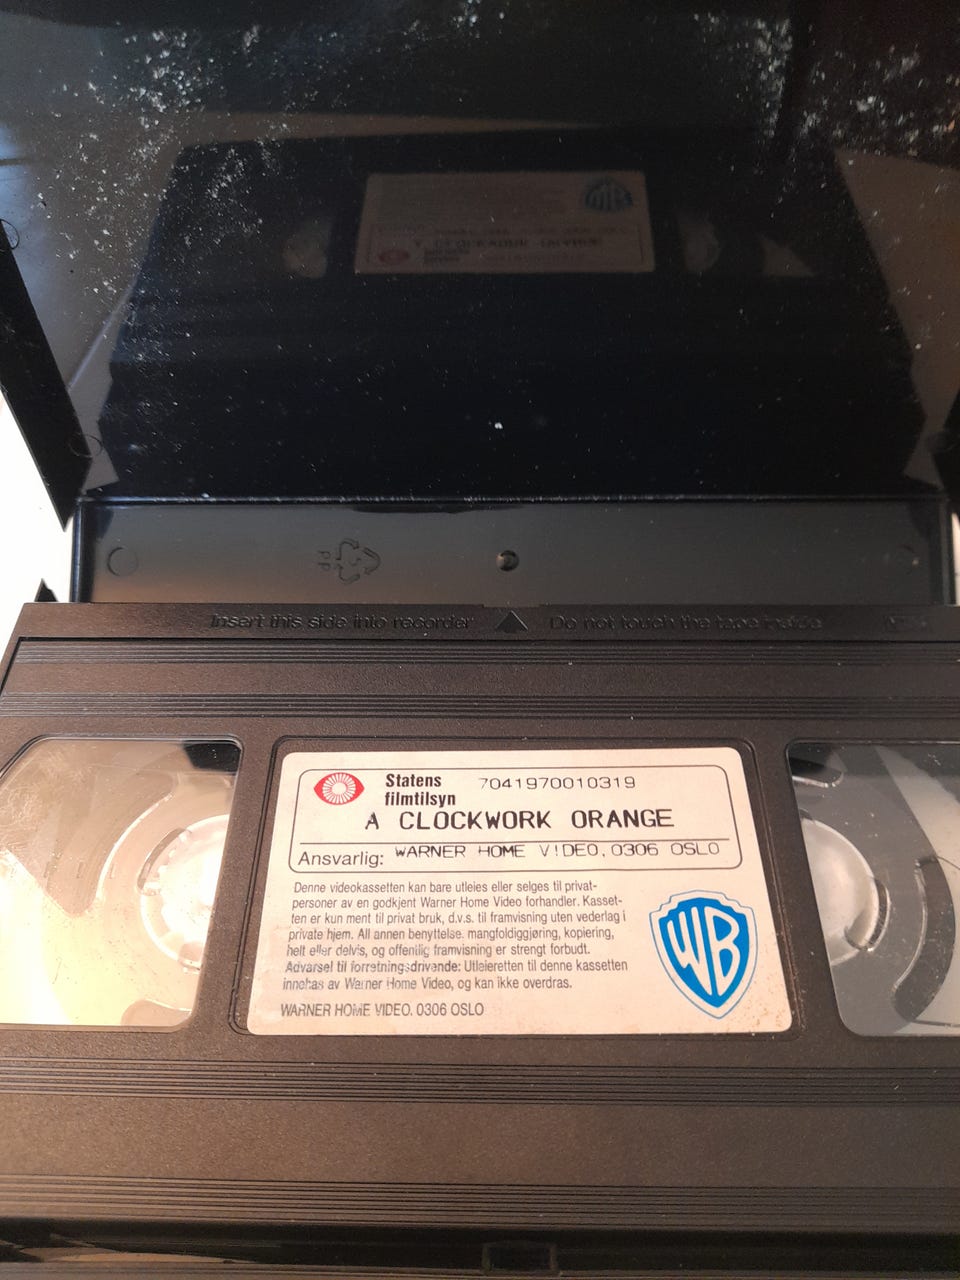 PP
5
Insert this side into recorder Do not touch the tape inside
Statens 7041970010319
filmtilsyn
A CLOCKWORK ORANGE
Ansvarlig: WARNER HOME VIDEO, 0306 OSLO
Denne videokassetten kan bare utleies eller selges til privat-
personer av en godkjent Warner Home Video forhandler. Kasset-
ten er kun ment til privat bruk, d.v.s. til framvisning uten vederlag i
private hjem. All annen benyttelse, mangfoldiggjøring, kopiering,
helt eller delvis, og offentlig framvisning er strengt forbudt.
Advarsel til forretningsdrivende: Utleieretten til denne kassetten
innehas av Warner Home Video, og kan ikke overdras.
WB
WARNER HOME VIDEO. 0306 OSLO